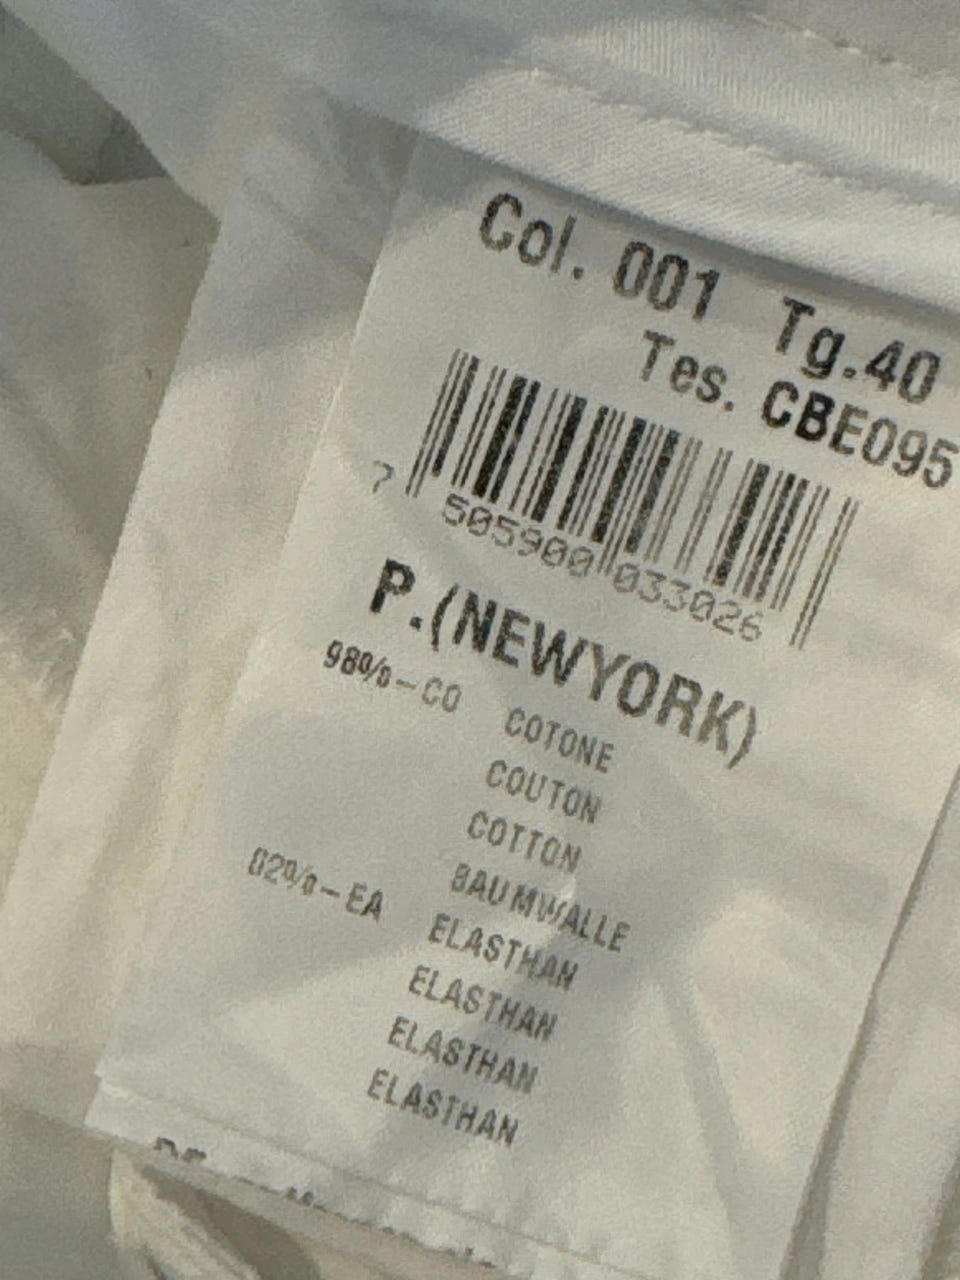 Col. 001 Tg.40
Tes. CBE095
7 505900 033026
P.(NEWYORK)
98%-CO COTONE
COUTON
COTTON
BAUMWALLE
02%-EA ELASTHAN
ELASTHAN
ELASTHAN
ELASTHAN